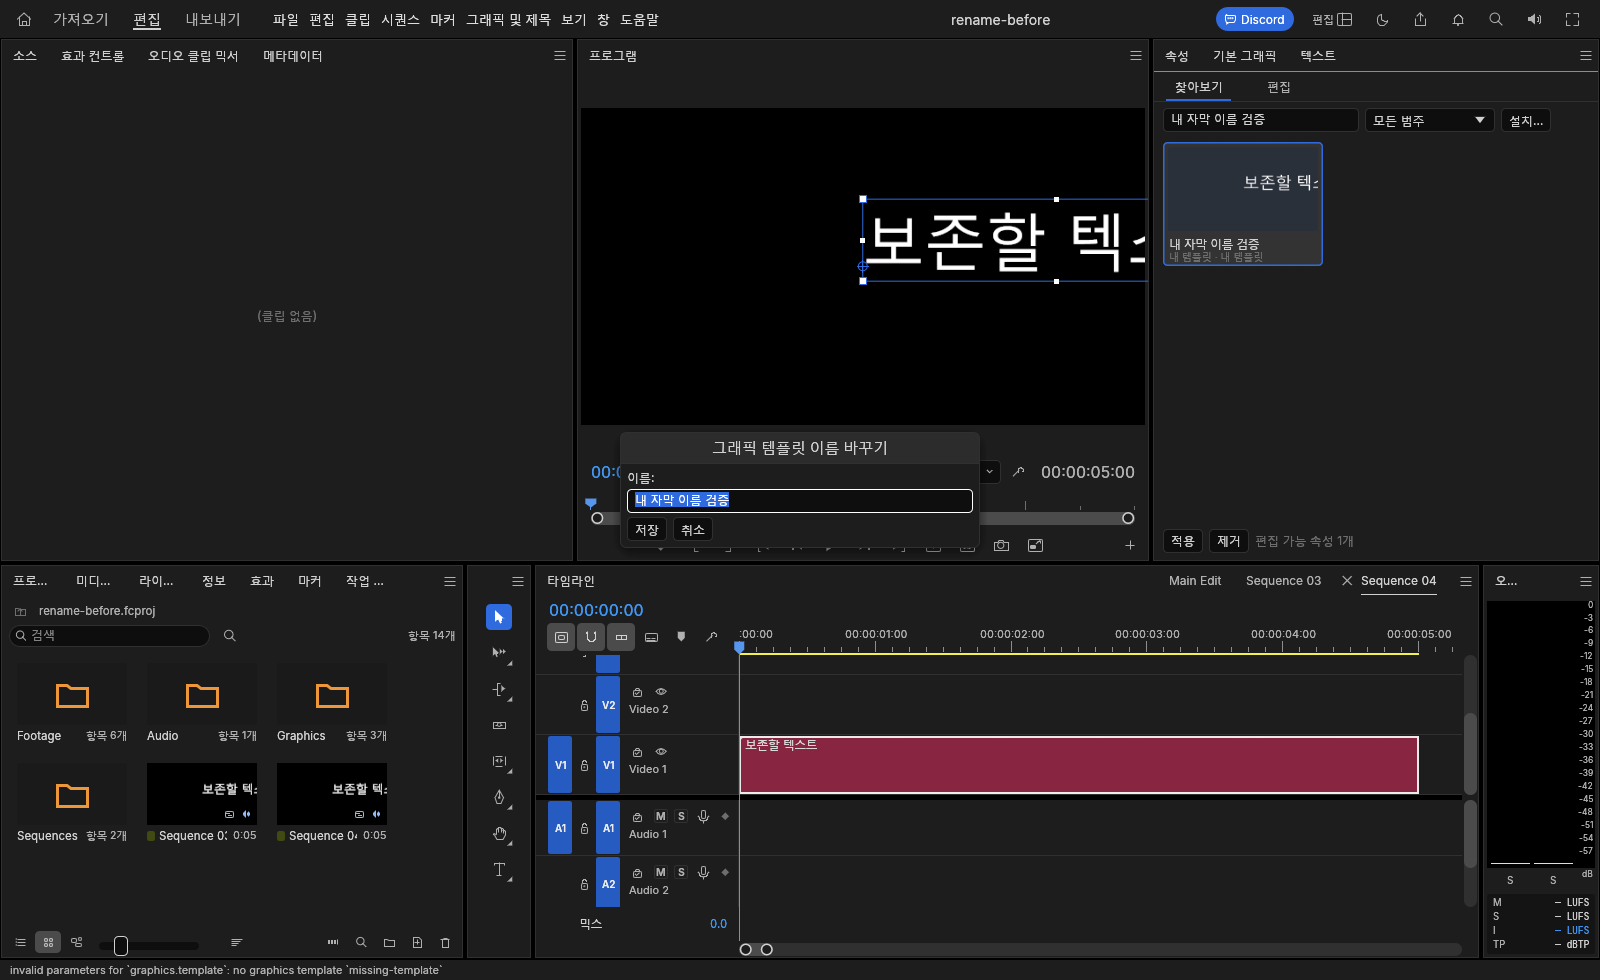 가져오기 편집 내보내기 파일 편집 클립 시퀀스 마커 그래픽 및 제목 보기 창 도움말 rename-before Discord 편집
소스 효과 컨트롤 오디오 클립 믹서 메타데이터
(클립 없음)
프로그램
보존할 텍
00:00:05:00
그래픽 템플릿 이름 바꾸기
이름:
내 자막 이름 검증
저장 취소
속성 기본 그래픽 텍스트
찾아보기 편집
내 자막 이름 검증 모든 범주 설치...
보존할 텍
내 자막 이름 검증
내 템플릿 · 내 템플릿
적용 제거 편집 가능 속성 1개
프로... 미디... 라이... 정보 효과 마커 작업 ...
rename-before.fcproj
검색 항목 14개
Footage 항목 6개 Audio 항목 1개 Graphics 항목 3개
보존할 텍 보존할 텍
Sequences 항목 2개 Sequence 03 0:05 Sequence 04 0:05
타임라인 Main Edit Sequence 03 Sequence 04
00:00:00:00
:00:00 00:00:01:00 00:00:02:00 00:00:03:00 00:00:04:00 00:00:05:00
V2 Video 2
V1 V1 Video 1
보존할 텍스트
A1 A1 M S Audio 1
A2 M S Audio 2
믹스 0.0
오...
0
-3
-6
-9
-12
-15
-18
-21
-24
-27
-30
-33
-36
-39
-42
-45
-48
-51
-54
-57
dB
S S
M – LUFS
S – LUFS
I – LUFS
TP – dBTP
invalid parameters for `graphics.template`: no graphics template `missing-template`